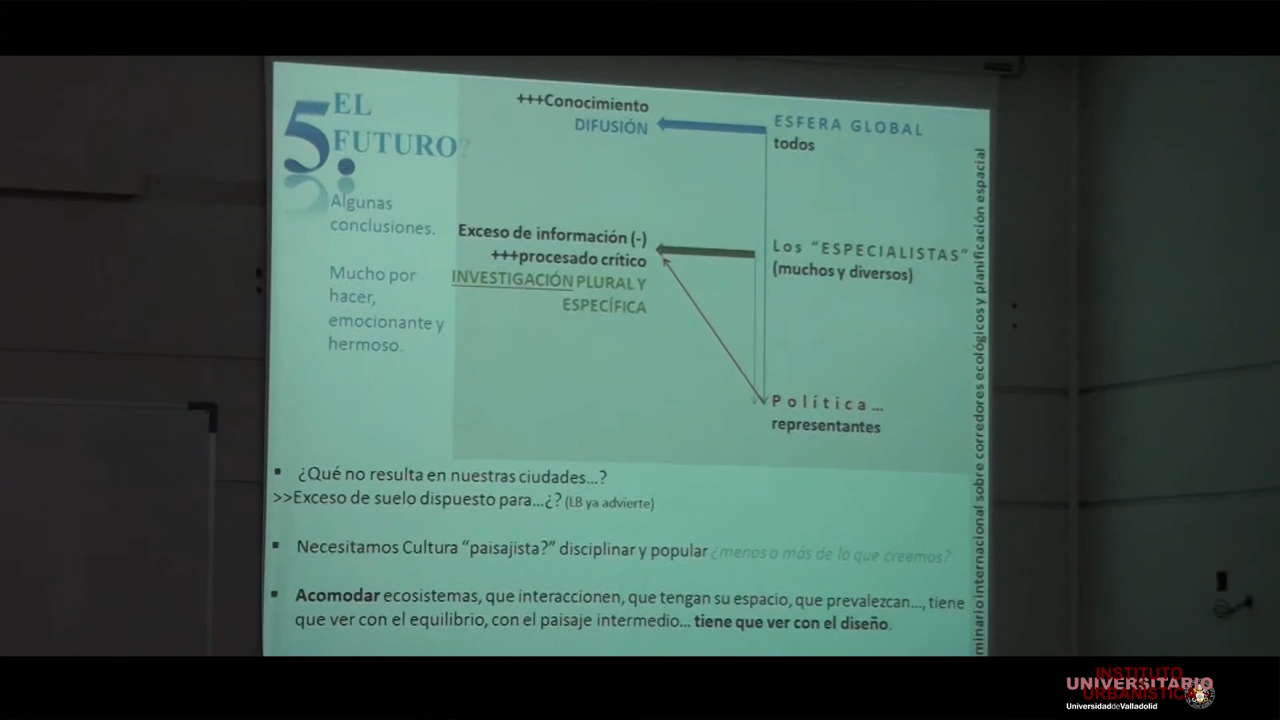 5.
EL
FUTURO?
Algunas
conclusiones.
Mucho por
hacer,
emocionante y
hermoso.
+++Conocimiento
DIFUSIÓN
ESFERA GLOBAL
todos
Exceso de información (-)
+++procesado crítico
INVESTIGACIÓN PLURAL Y
ESPECÍFICA
Los "ESPECIALISTAS"
(muchos y diversos)
Política...
representantes
▪ ¿Qué no resulta en nuestras ciudades...?
>>Exceso de suelo dispuesto para...¿? (LB ya advierte)
▪ Necesitamos Cultura "paisajista?" disciplinar y popular ¿menos o más de lo que creemos?
▪ Acomodar ecosistemas, que interaccionen, que tengan su espacio, que prevalezcan..., tiene
que ver con el equilibrio, con el paisaje intermedio... tiene que ver con el diseño.
minario internacional sobre corredores ecológicos y planificación espacial
INSTITUTO
UNIVERSITARIO
URBANÍSTICA
UniversidaddeValladolid